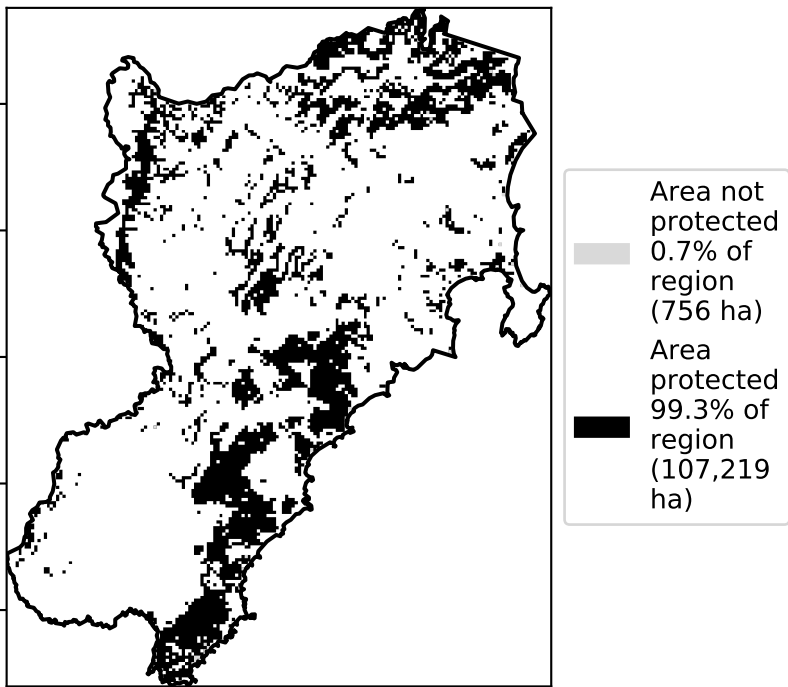 Area not
protected
0.7% of
region
(756 ha)
Area
protected
99.3% of
region
(107,219
ha)